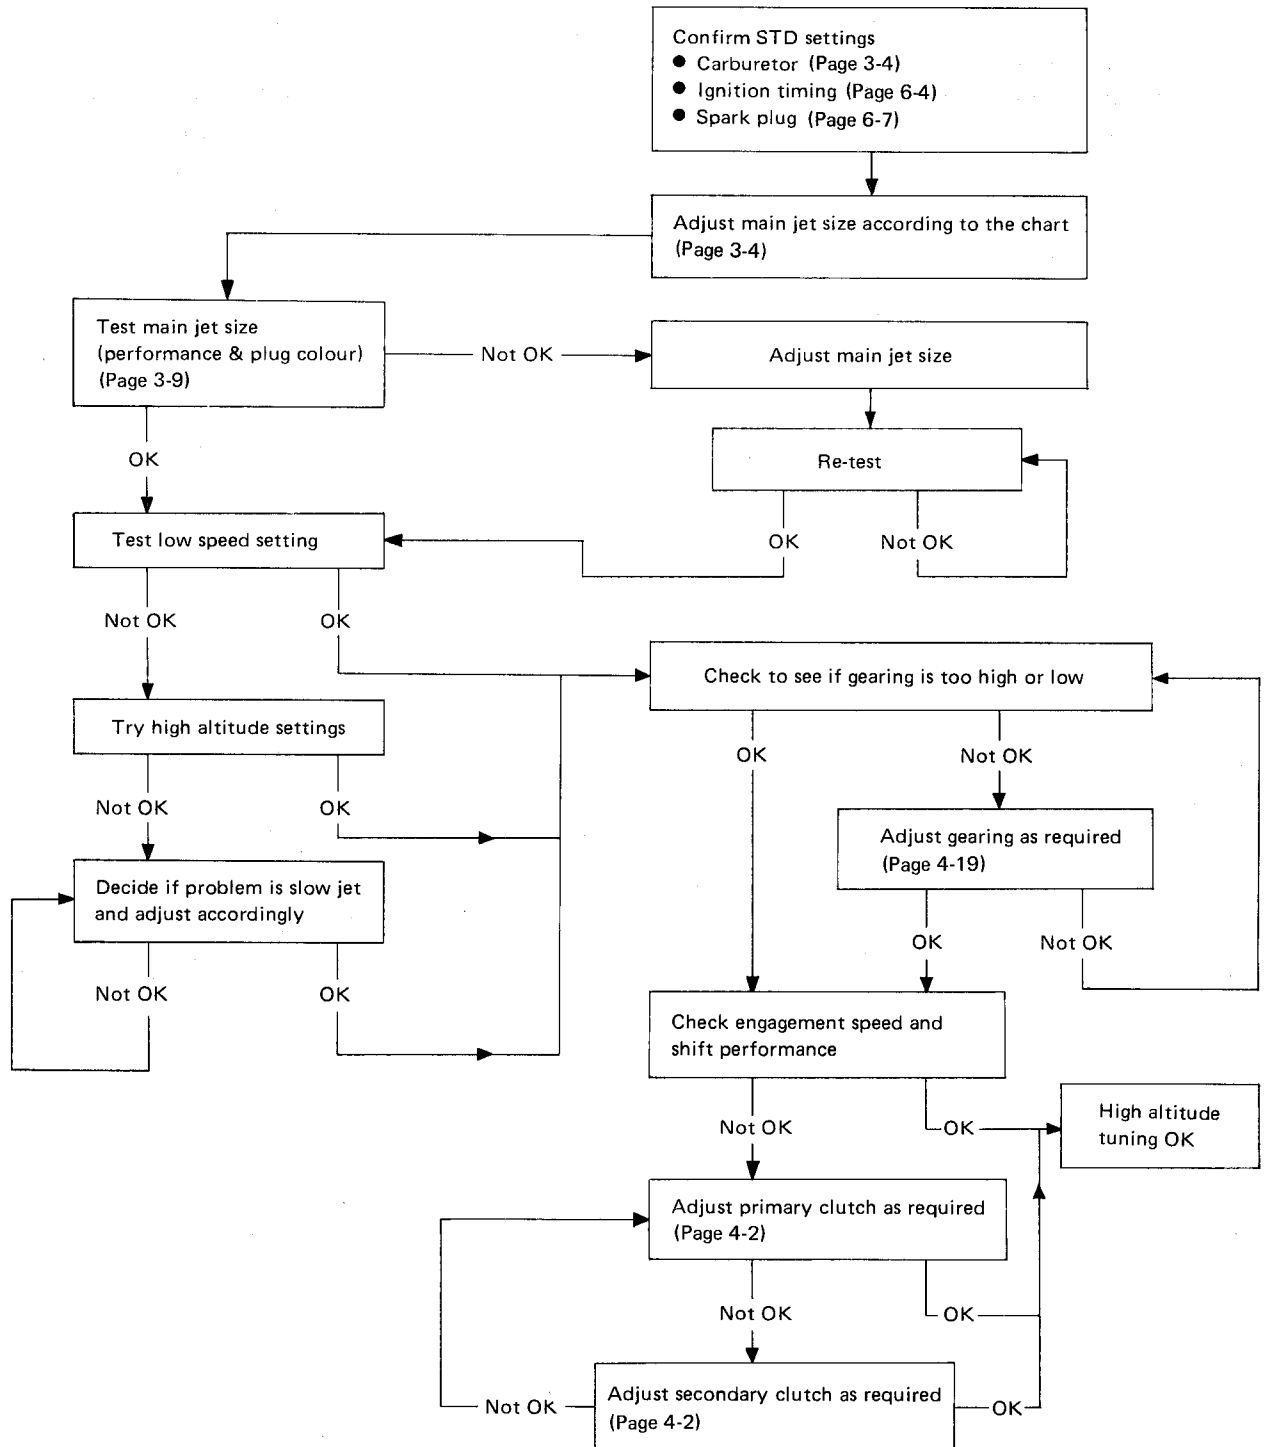 Confirm STD settings
● Carburetor (Page 3-4)
● Ignition timing (Page 6-4)
● Spark plug (Page 6-7)
Adjust main jet size according to the chart
(Page 3-4)
Test main jet size
(performance & plug colour)
(Page 3-9)
Not OK
Adjust main jet size
OK
Re-test
Test low speed setting
OK
Not OK
Not OK
OK
Check to see if gearing is too high or low
Try high altitude settings
OK
Not OK
Not OK
OK
Adjust gearing as required
(Page 4-19)
Decide if problem is slow jet
and adjust accordingly
OK
Not OK
Not OK
OK
Check engagement speed and
shift performance
Not OK
OK
High altitude
tuning OK
Adjust primary clutch as required
(Page 4-2)
Not OK
OK
Adjust secondary clutch as required
(Page 4-2)
Not OK
OK